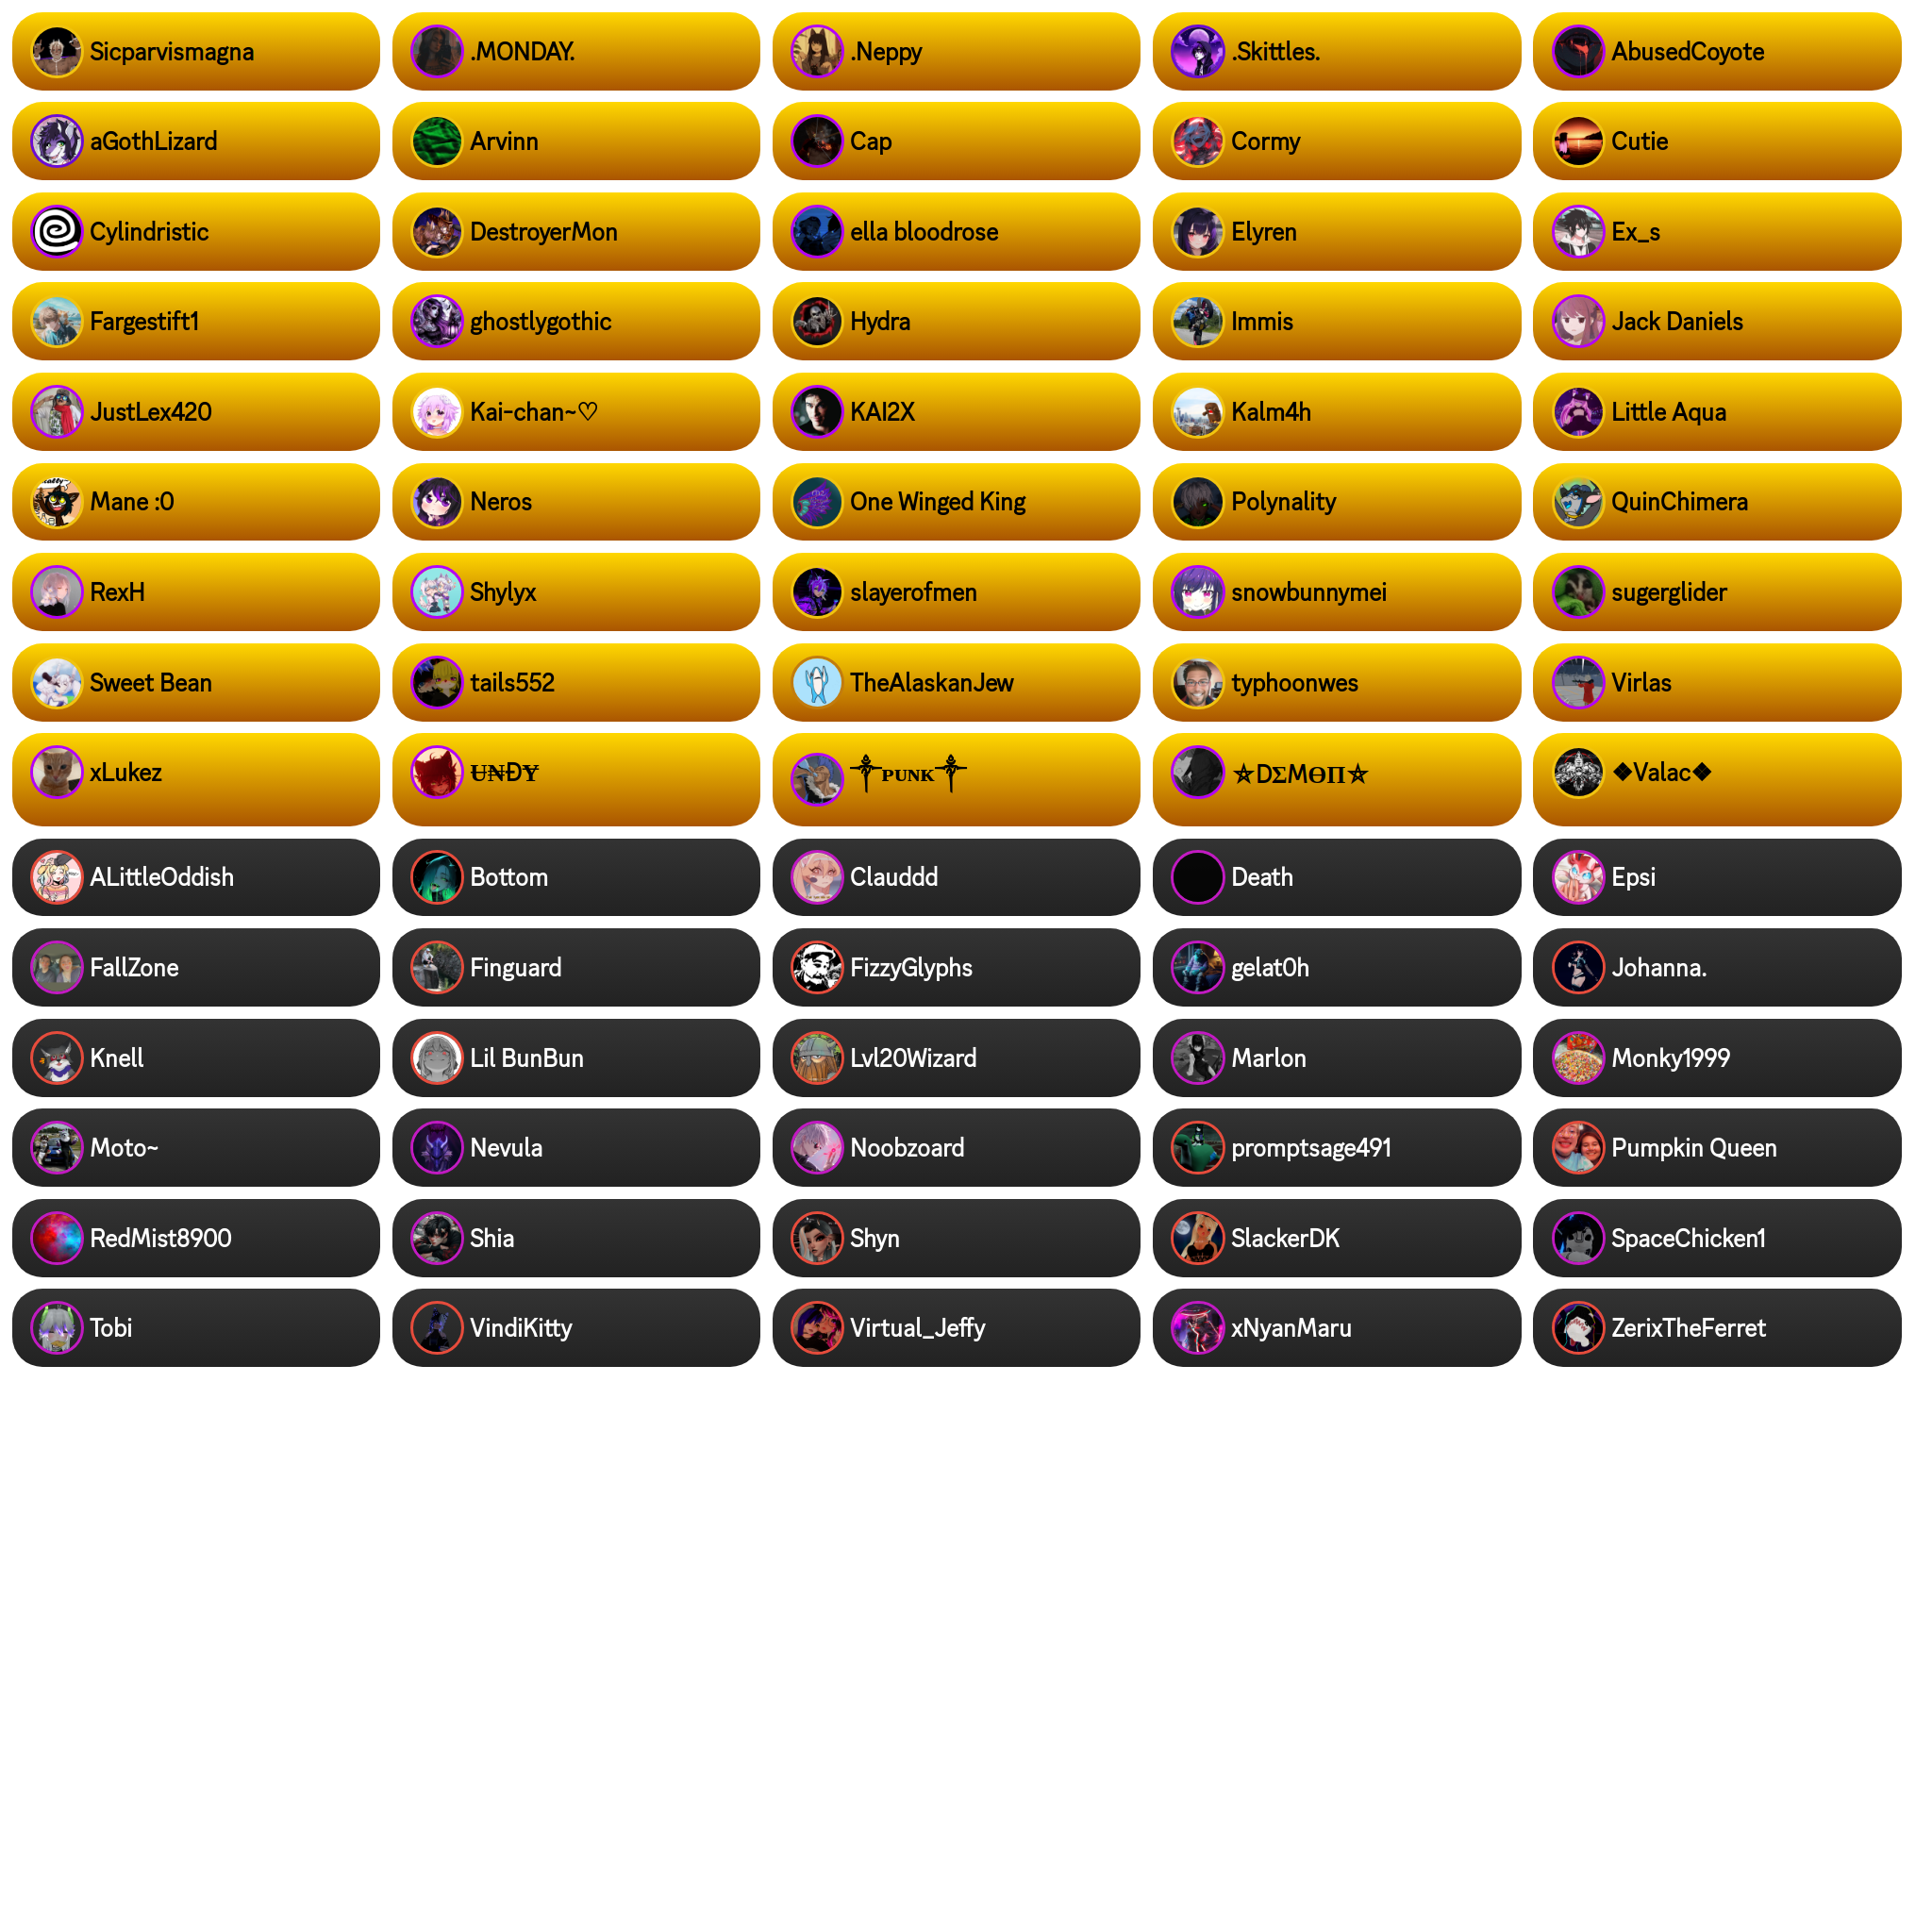 Sicparvismagna
.MONDAY.
.Neppy
.Skittles.
AbusedCoyote
aGothLizard
Arvinn
Cap
Cormy
Cutie
Cylindristic
DestroyerMon
ella bloodrose
Elyren
Ex_s
Fargestift1
ghostlygothic
Hydra
Immis
Jack Daniels
JustLex420
Kai-chan~♡
KAI2X
Kalm4h
Little Aqua
Mane :0
Neros
One Winged King
Polynality
QuinChimera
RexH
Shylyx
slayerofmen
snowbunnymei
sugerglider
Sweet Bean
tails552
TheAlaskanJew
typhoonwes
Virlas
xLukez
U̶₦ĐɎ
༒ᴘᴜɴᴋ༒
⛤DΣMӨП⛤
❖Valac❖
ALittleOddish
Bottom
Clauddd
Death
Epsi
FallZone
Finguard
FizzyGlyphs
gelat0h
Johanna.
Knell
Lil BunBun
Lvl20Wizard
Marlon
Monky1999
Moto~
Nevula
Noobzoard
promptsage491
Pumpkin Queen
RedMist8900
Shia
Shyn
SlackerDK
SpaceChicken1
Tobi
VindiKitty
Virtual_Jeffy
xNyanMaru
ZerixTheFerret